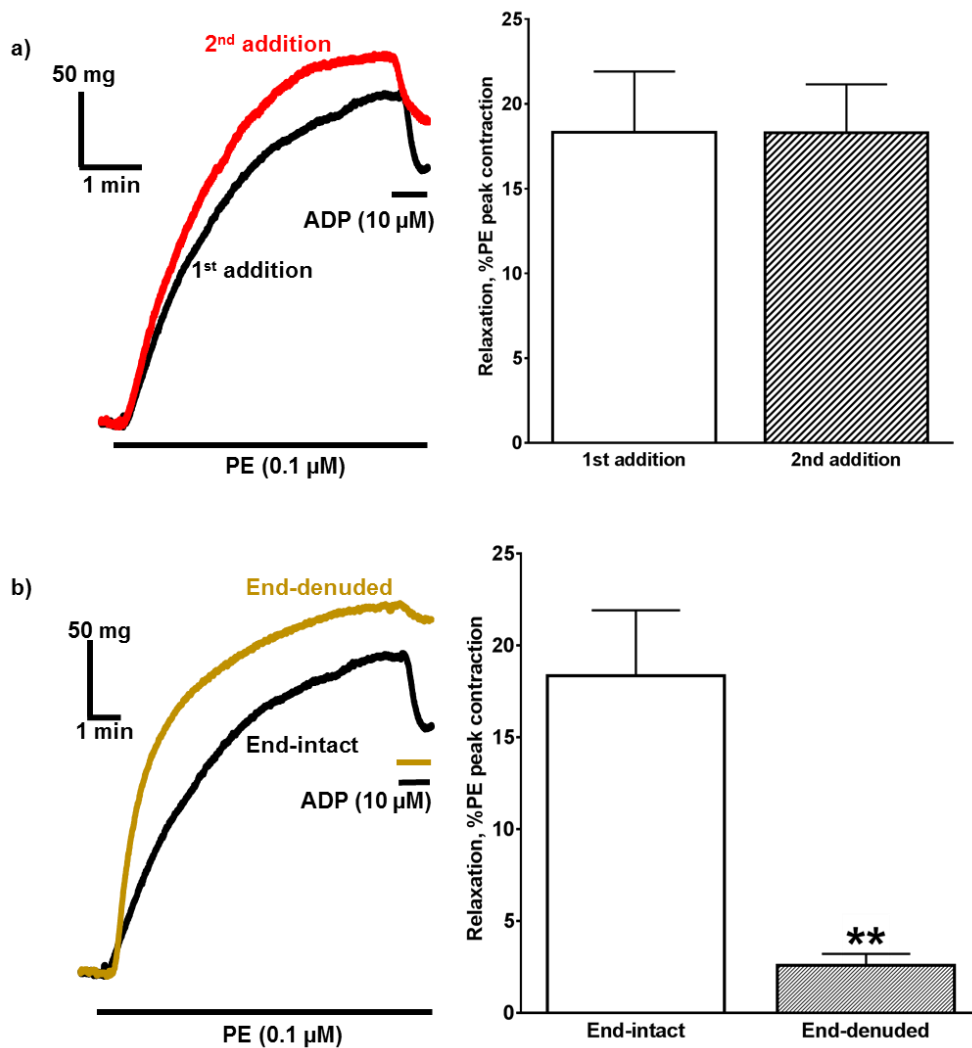 a)
2nd addition
50 mg
1 min
ADP (10 µM)
1st addition
PE (0.1 µM)
Relaxation, %PE peak contraction
25
20
15
10
5
0
1st addition
2nd addition
b)
End-denuded
50 mg
1 min
End-intact
ADP (10 µM)
PE (0.1 µM)
Relaxation, %PE peak contraction
25
20
15
10
5
0
**
End-intact
End-denuded